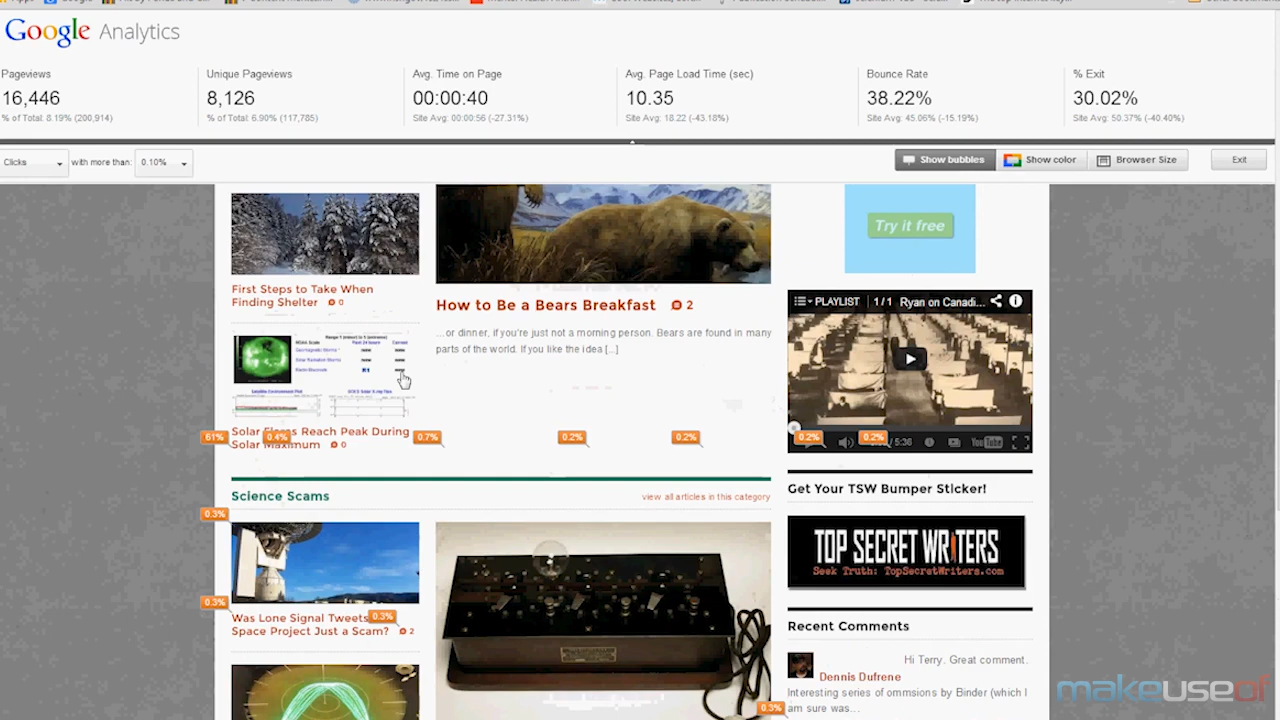 Google Analytics
Pageviews
16,446
% of Total: 8.19% (200,914)
Unique Pageviews
8,126
% of Total: 6.90% (117,785)
Avg. Time on Page
00:00:40
Site Avg: 00:00:56 (-27.31%)
Avg. Page Load Time (sec)
10.35
Site Avg: 18.22 (-43.18%)
Bounce Rate
38.22%
Site Avg: 45.06% (-15.19%)
% Exit
30.02%
Site Avg: 50.37% (-40.40%)
Clicks
with more than:
0.10%
Show bubbles
Show color
Browser Size
Exit
First Steps to Take When
Finding Shelter 0
Solar Flares Reach Peak During
Solar Maximum 0
61%
0.4%
0.7%
0.2%
0.2%
How to Be a Bears Breakfast 2
...or dinner, if you're just not a morning person. Bears are found in many
parts of the world. If you like the idea [...]
Try it free
PLAYLIST 1/1 Ryan on Canadi...
0.2%
0.2%
/ 5:36
YouTube
Science Scams
view all articles in this category
0.3%
0.3%
0.3%
Was Lone Signal Tweets
Space Project Just a Scam? 2
Get Your TSW Bumper Sticker!
TOP SECRET WRITERS
Seek Truth: TopSecretWriters.com
Recent Comments
Hi Terry. Great comment.
Dennis Dufrene
Interesting series of ommsions by Binder (which I
am sure was...
0.3%
makeuseof